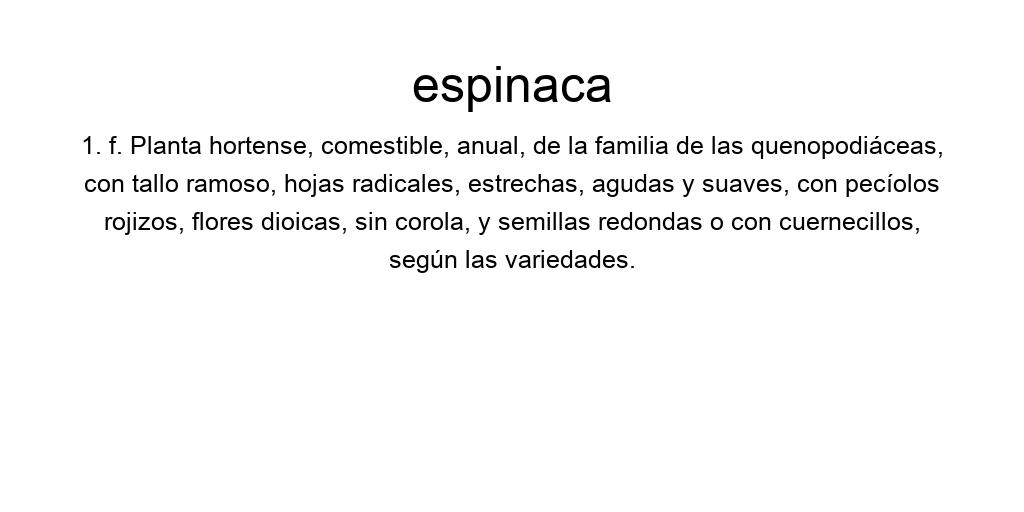 espinaca
1. f. Planta hortense, comestible, anual, de la familia de las quenopodiáceas,
con tallo ramoso, hojas radicales, estrechas, agudas y suaves, con pecíolos
rojizos, flores dioicas, sin corola, y semillas redondas o con cuernecillos,
según las variedades.